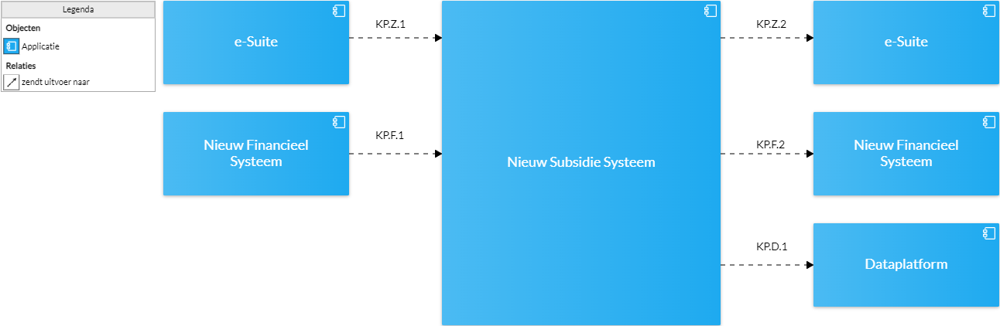 Legenda
Objecten
Applicatie
Relaties
zendt uitvoer naar
e-Suite
KP.Z.1
Nieuw Financieel
Systeem
KP.F.1
Nieuw Subsidie Systeem
KP.Z.2
e-Suite
KP.F.2
Nieuw Financieel
Systeem
KP.D.1
Dataplatform